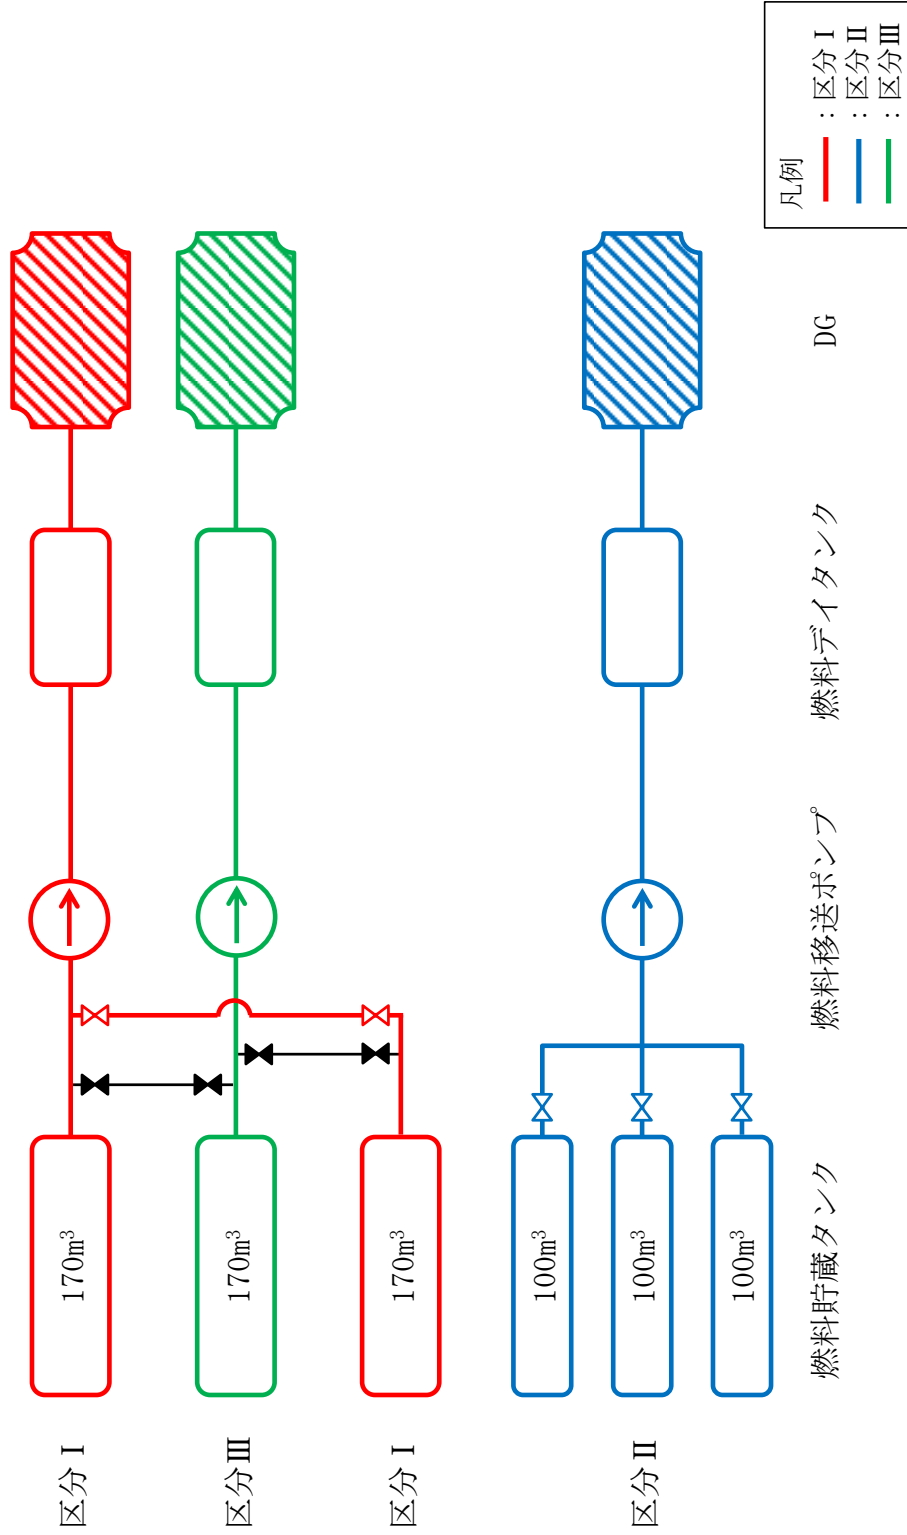 区分Ⅰ
170m³
区分Ⅲ
170m³
区分Ⅰ
170m³
区分Ⅱ
100m³
100m³
100m³
燃料貯蔵タンク
燃料移送ポンプ
燃料デイタンク
DG
凡例
：区分Ⅰ
：区分Ⅱ
：区分Ⅲ